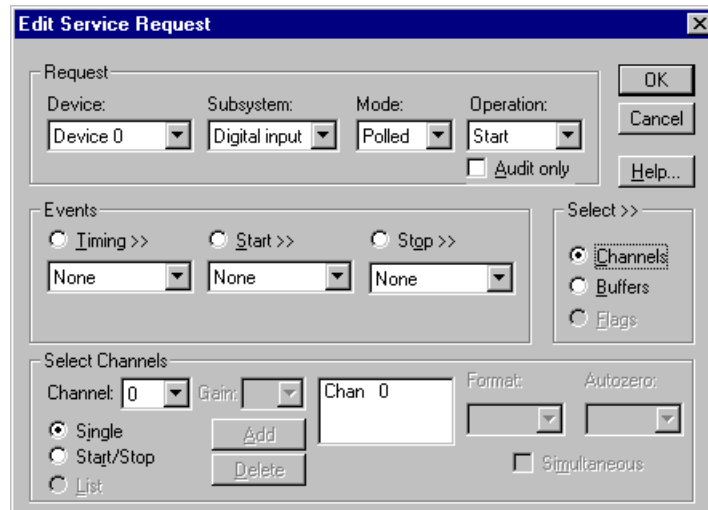 Edit Service Request
Request
OK
Device:
Subsystem:
Mode:
Operation:
Device 0
Digital input
Polled
Start
Cancel
Audit only
Help...
Events
Select >>
Timing >>
Start >>
Stop >>
Channels
None
None
None
Buffers
Flags
Select Channels
Channel: 0
Gain:
Chan 0
Format:
Autozero:
Single
Add
Start/Stop
Delete
Simultaneous
List